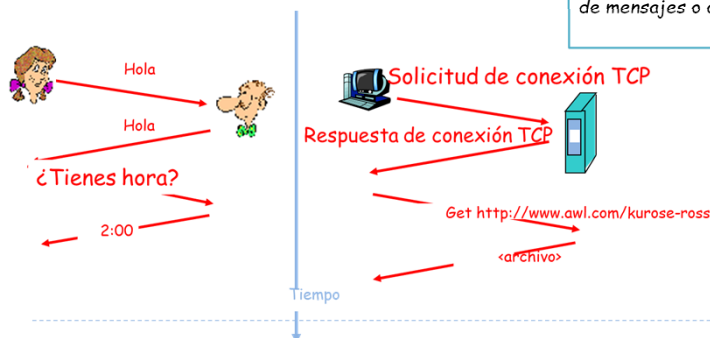 de mensajes o
Hola
Hola
¿Tienes hora?
2:00
Solicitud de conexión TCP
Respuesta de conexión TCP
Get http://www.awl.com/kurose-ross
<archivo>
Tiempo